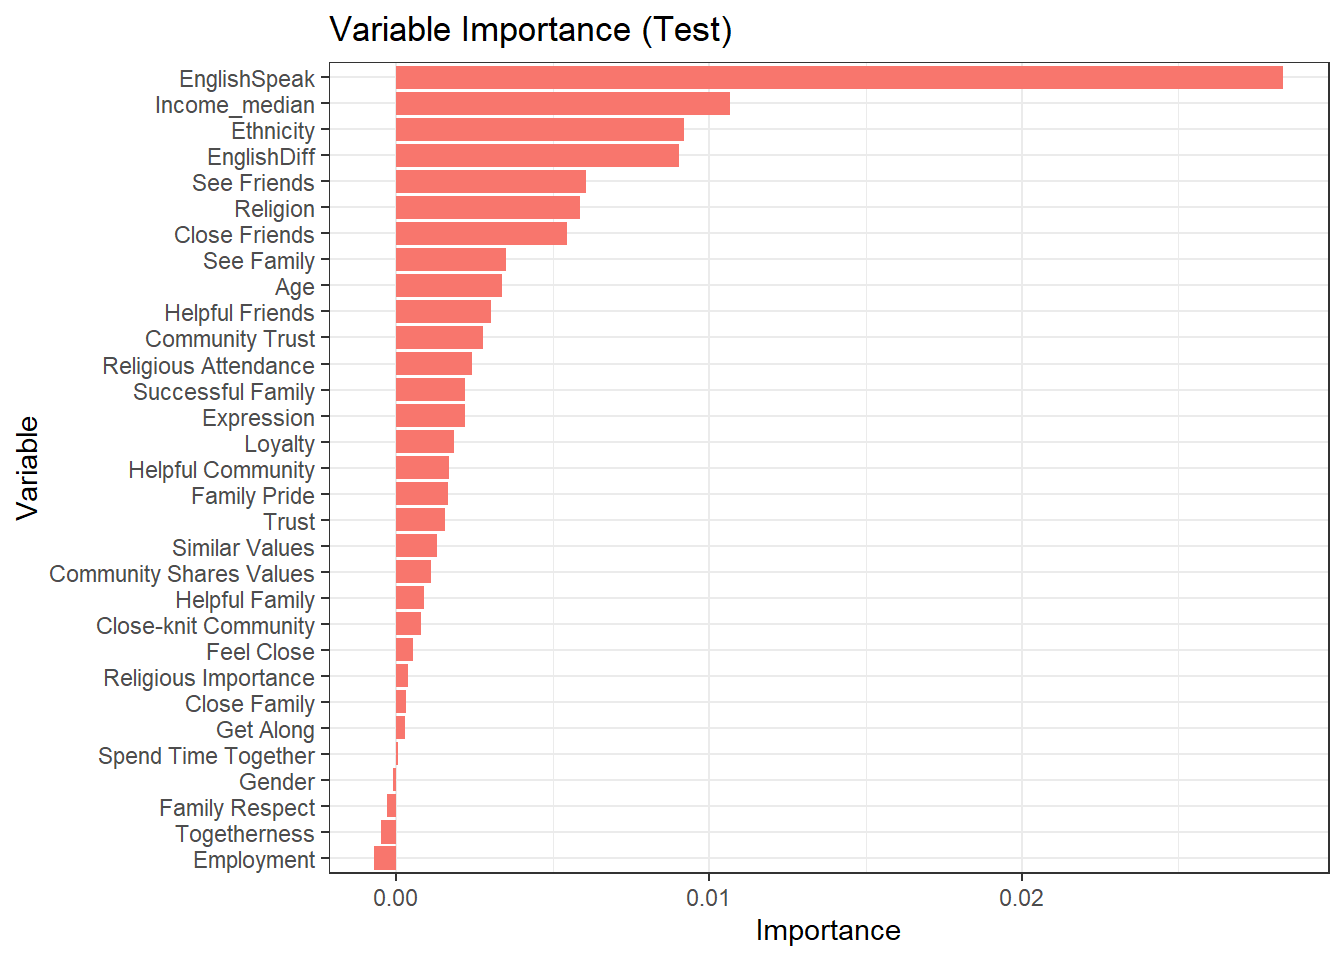 Variable Importance (Test)
EnglishSpeak
Income_median
Ethnicity
EnglishDiff
See Friends
Religion
Close Friends
See Family
Age
Helpful Friends
Community Trust
Religious Attendance
Successful Family
Expression
Loyalty
Helpful Community
Family Pride
Trust
Similar Values
Community Shares Values
Helpful Family
Close-knit Community
Feel Close
Religious Importance
Close Family
Get Along
Spend Time Together
Gender
Family Respect
Togetherness
Employment
Variable
0.00 0.01 0.02
Importance